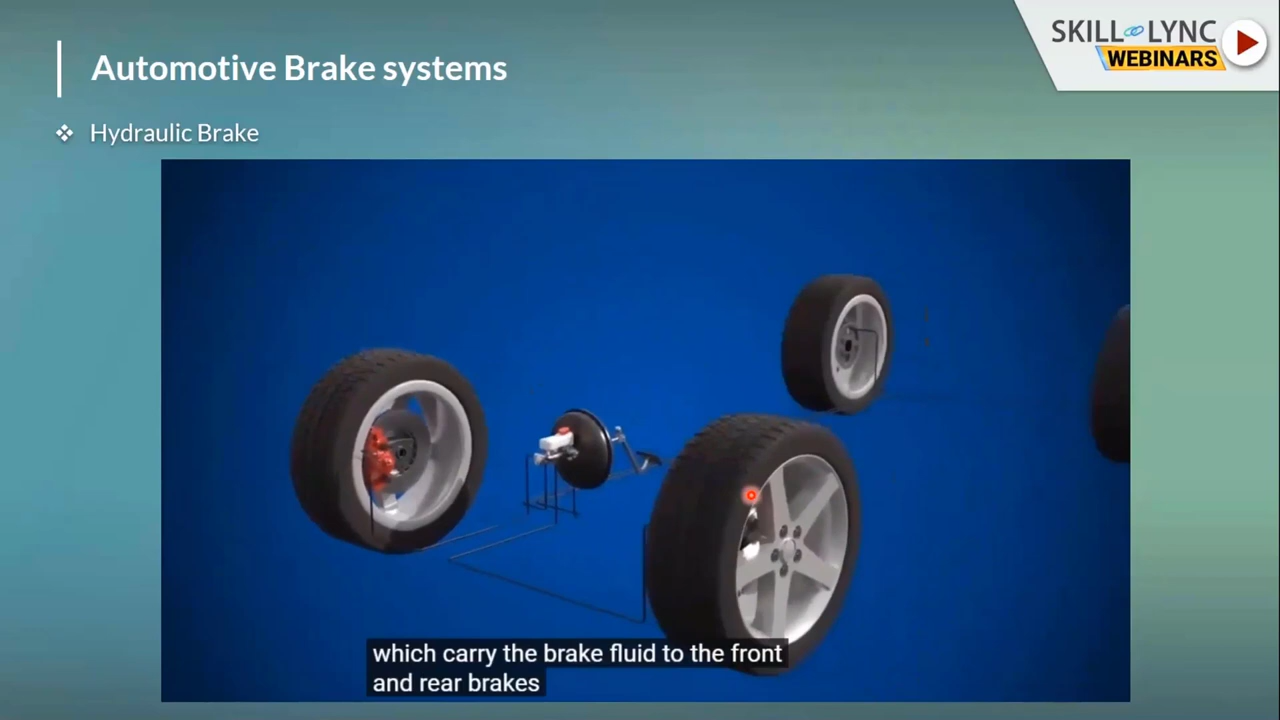 SKILL LYNC
WEBINARS
Automotive Brake systems
Hydraulic Brake
which carry the brake fluid to the front
and rear brakes